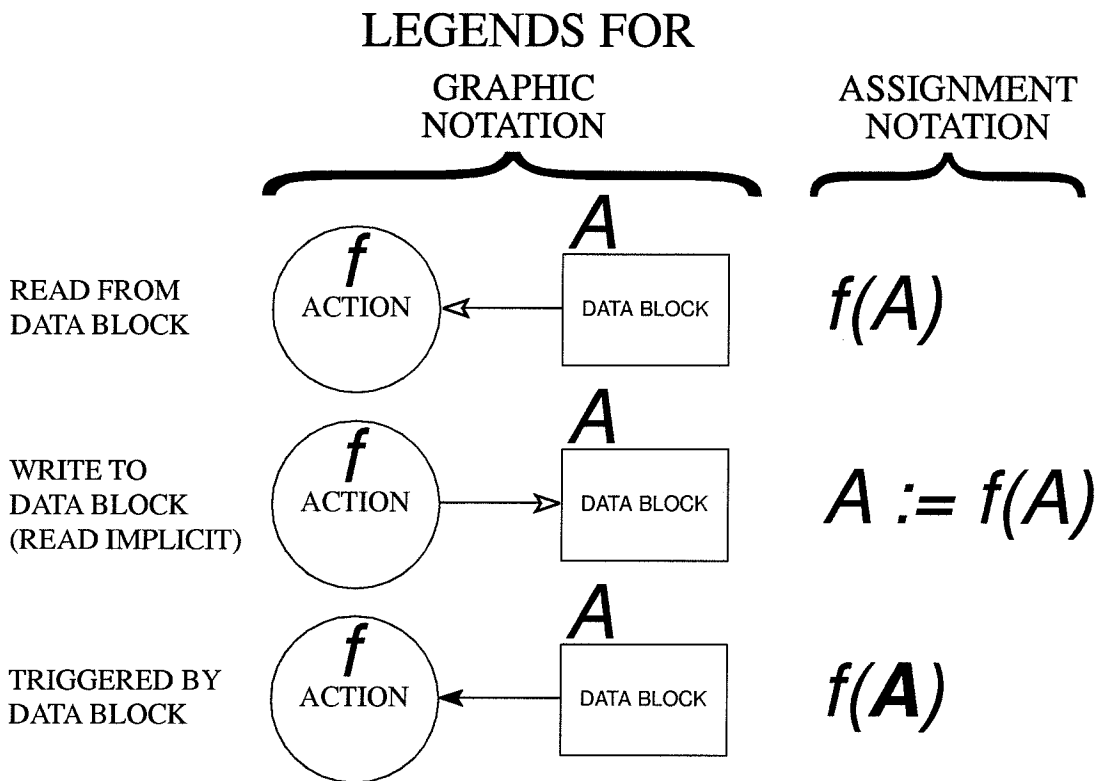 LEGENDS FOR
GRAPHIC
NOTATION
ASSIGNMENT
NOTATION
READ FROM
DATA BLOCK
f
ACTION
A
DATA BLOCK
f(A)
WRITE TO
DATA BLOCK
(READ IMPLICIT)
f
ACTION
A
DATA BLOCK
A := f(A)
TRIGGERED BY
DATA BLOCK
f
ACTION
A
DATA BLOCK
f(A)